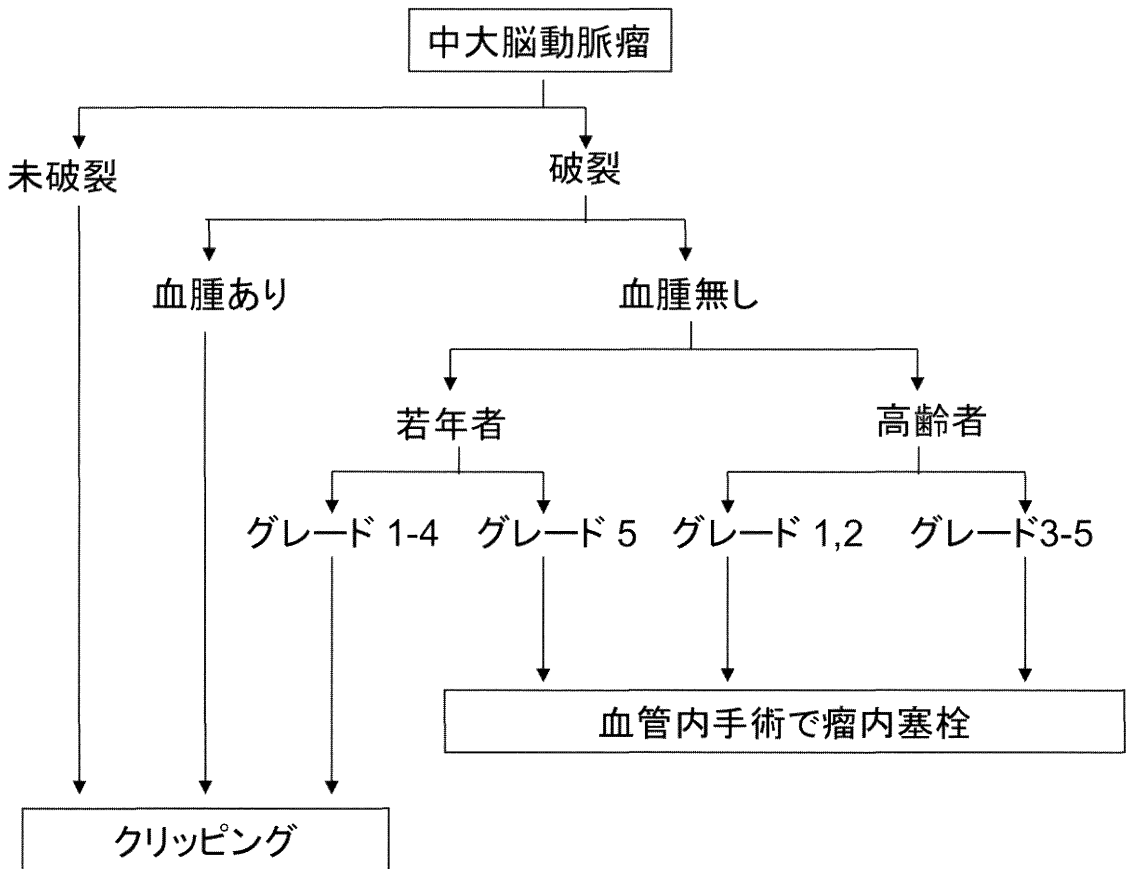 中大脳動脈瘤
未破裂
破裂
血腫あり
血腫無し
若年者
高齢者
グレード 1-4
グレード 5
グレード 1,2
グレード3-5
血管内手術で瘤内塞栓
クリッピング